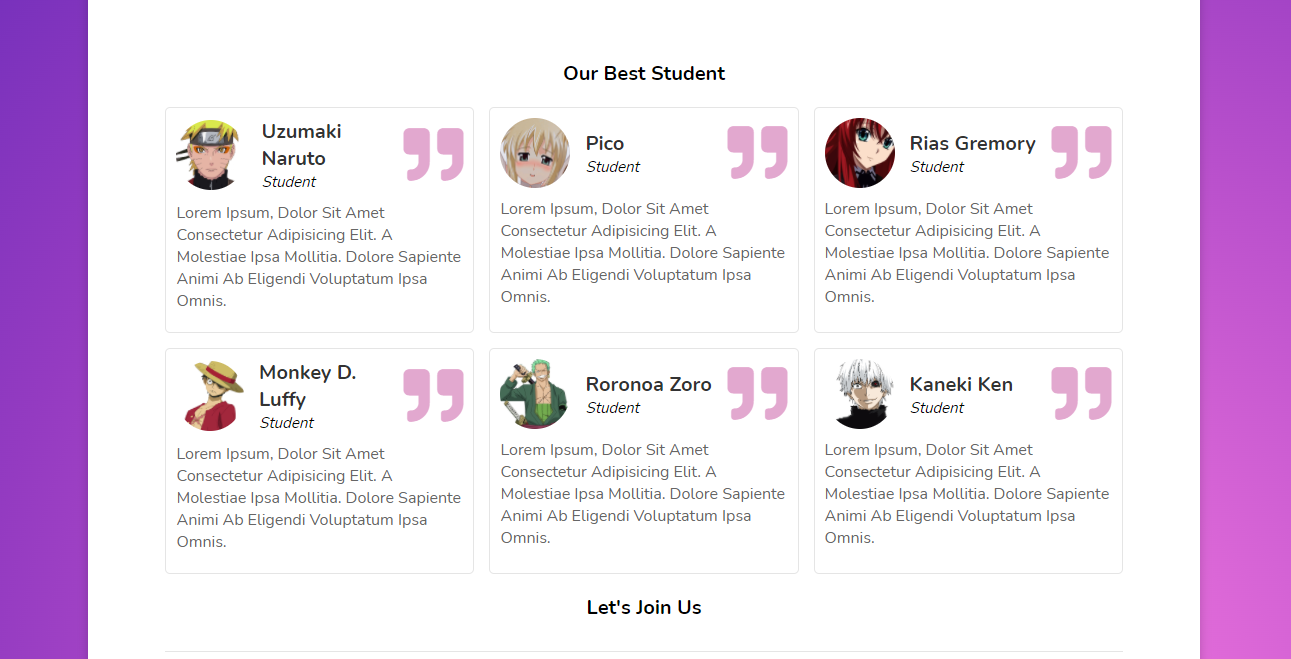 Our Best Student
Uzumaki
Naruto
Student
Lorem Ipsum, Dolor Sit Amet
Consectetur Adipisicing Elit. A
Molestiae Ipsa Mollitia. Dolore Sapiente
Animi Ab Eligendi Voluptatum Ipsa
Omnis.
Pico
Student
Lorem Ipsum, Dolor Sit Amet
Consectetur Adipisicing Elit. A
Molestiae Ipsa Mollitia. Dolore Sapiente
Animi Ab Eligendi Voluptatum Ipsa
Omnis.
Rias Gremory
Student
Lorem Ipsum, Dolor Sit Amet
Consectetur Adipisicing Elit. A
Molestiae Ipsa Mollitia. Dolore Sapiente
Animi Ab Eligendi Voluptatum Ipsa
Omnis.
Monkey D.
Luffy
Student
Lorem Ipsum, Dolor Sit Amet
Consectetur Adipisicing Elit. A
Molestiae Ipsa Mollitia. Dolore Sapiente
Animi Ab Eligendi Voluptatum Ipsa
Omnis.
Roronoa Zoro
Student
Lorem Ipsum, Dolor Sit Amet
Consectetur Adipisicing Elit. A
Molestiae Ipsa Mollitia. Dolore Sapiente
Animi Ab Eligendi Voluptatum Ipsa
Omnis.
Kaneki Ken
Student
Lorem Ipsum, Dolor Sit Amet
Consectetur Adipisicing Elit. A
Molestiae Ipsa Mollitia. Dolore Sapiente
Animi Ab Eligendi Voluptatum Ipsa
Omnis.
Let's Join Us